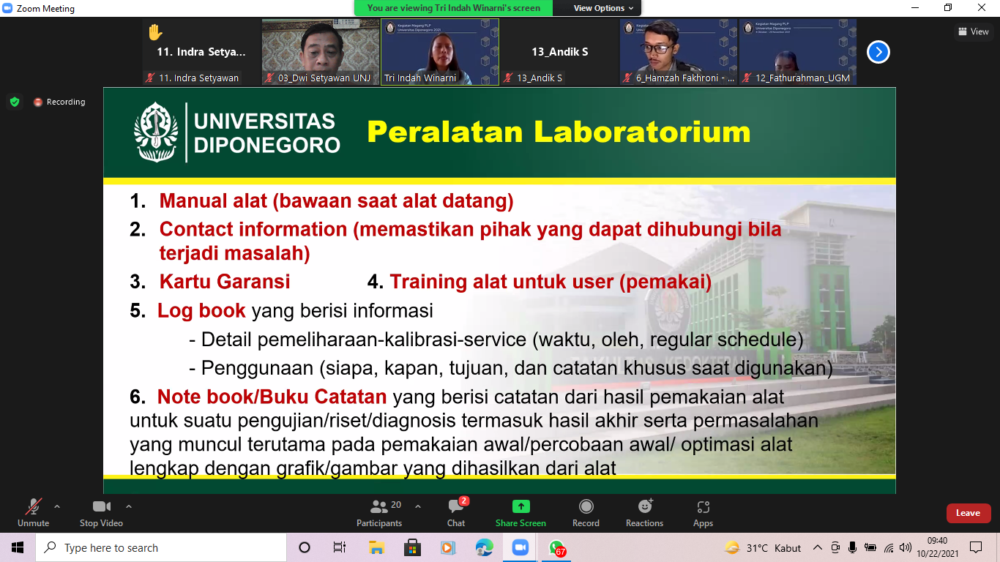 Zoom Meeting
You are viewing Tri Indah Winarni's screen
View Options
11. Indra Setya...
11. Indra Setyawan
03_Dwi Setyawan UNJ
Tri Indah Winarni
13_Andik S
13_Andik S
6_Hamzah Fakhroni - ...
12_Fathurahman_UGM
View
Recording
UNIVERSITAS
DIPONEGORO
Peralatan Laboratorium
1. Manual alat (bawaan saat alat datang)
2. Contact information (memastikan pihak yang dapat dihubungi bila
terjadi masalah)
3. Kartu Garansi 4. Training alat untuk user (pemakai)
5. Log book yang berisi informasi
- Detail pemeliharaan-kalibrasi-service (waktu, oleh, regular schedule)
- Penggunaan (siapa, kapan, tujuan, dan catatan khusus saat digunakan)
6. Note book/Buku Catatan yang berisi catatan dari hasil pemakaian alat
untuk suatu pengujian/riset/diagnosis termasuk hasil akhir serta permasalahan
yang muncul terutama pada pemakaian awal/percobaan awal/ optimasi alat
lengkap dengan grafik/gambar yang dihasilkan dari alat
Unmute
Stop Video
20
Participants
2
Chat
Share Screen
Record
Reactions
Apps
Leave
Type here to search
67
31°C Kabut
09:40
10/22/2021